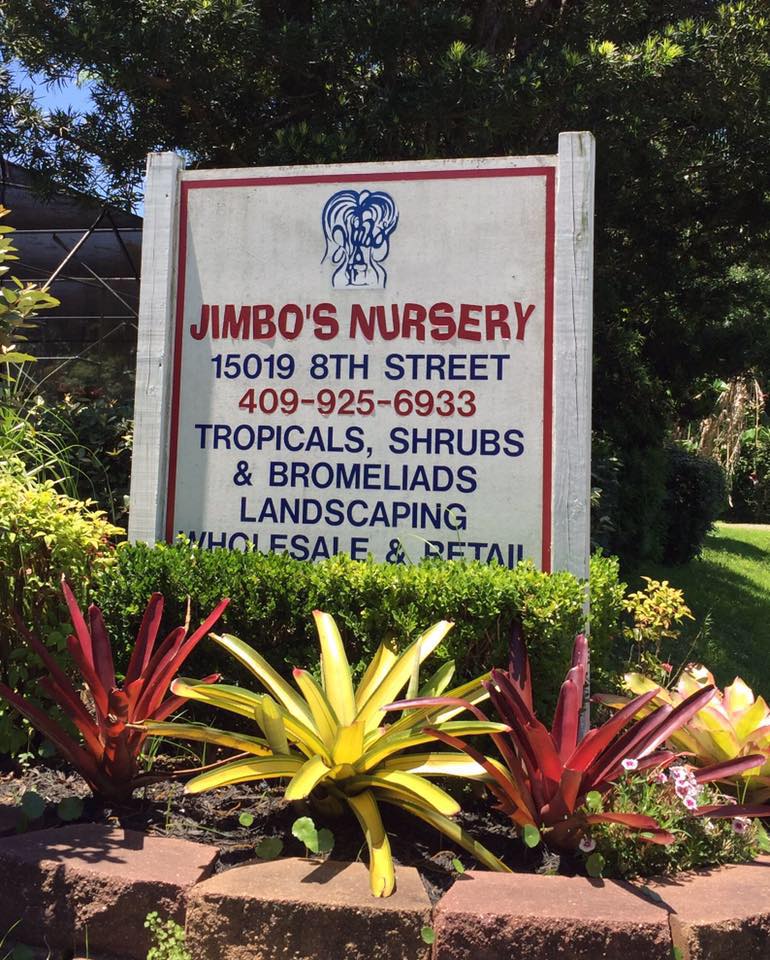 JIMBO'S NURSERY
15019 8TH STREET
409-925-6933
TROPICALS, SHRUBS
& BROMELIADS
LANDSCAPING
WHOLESALE & RETAIL